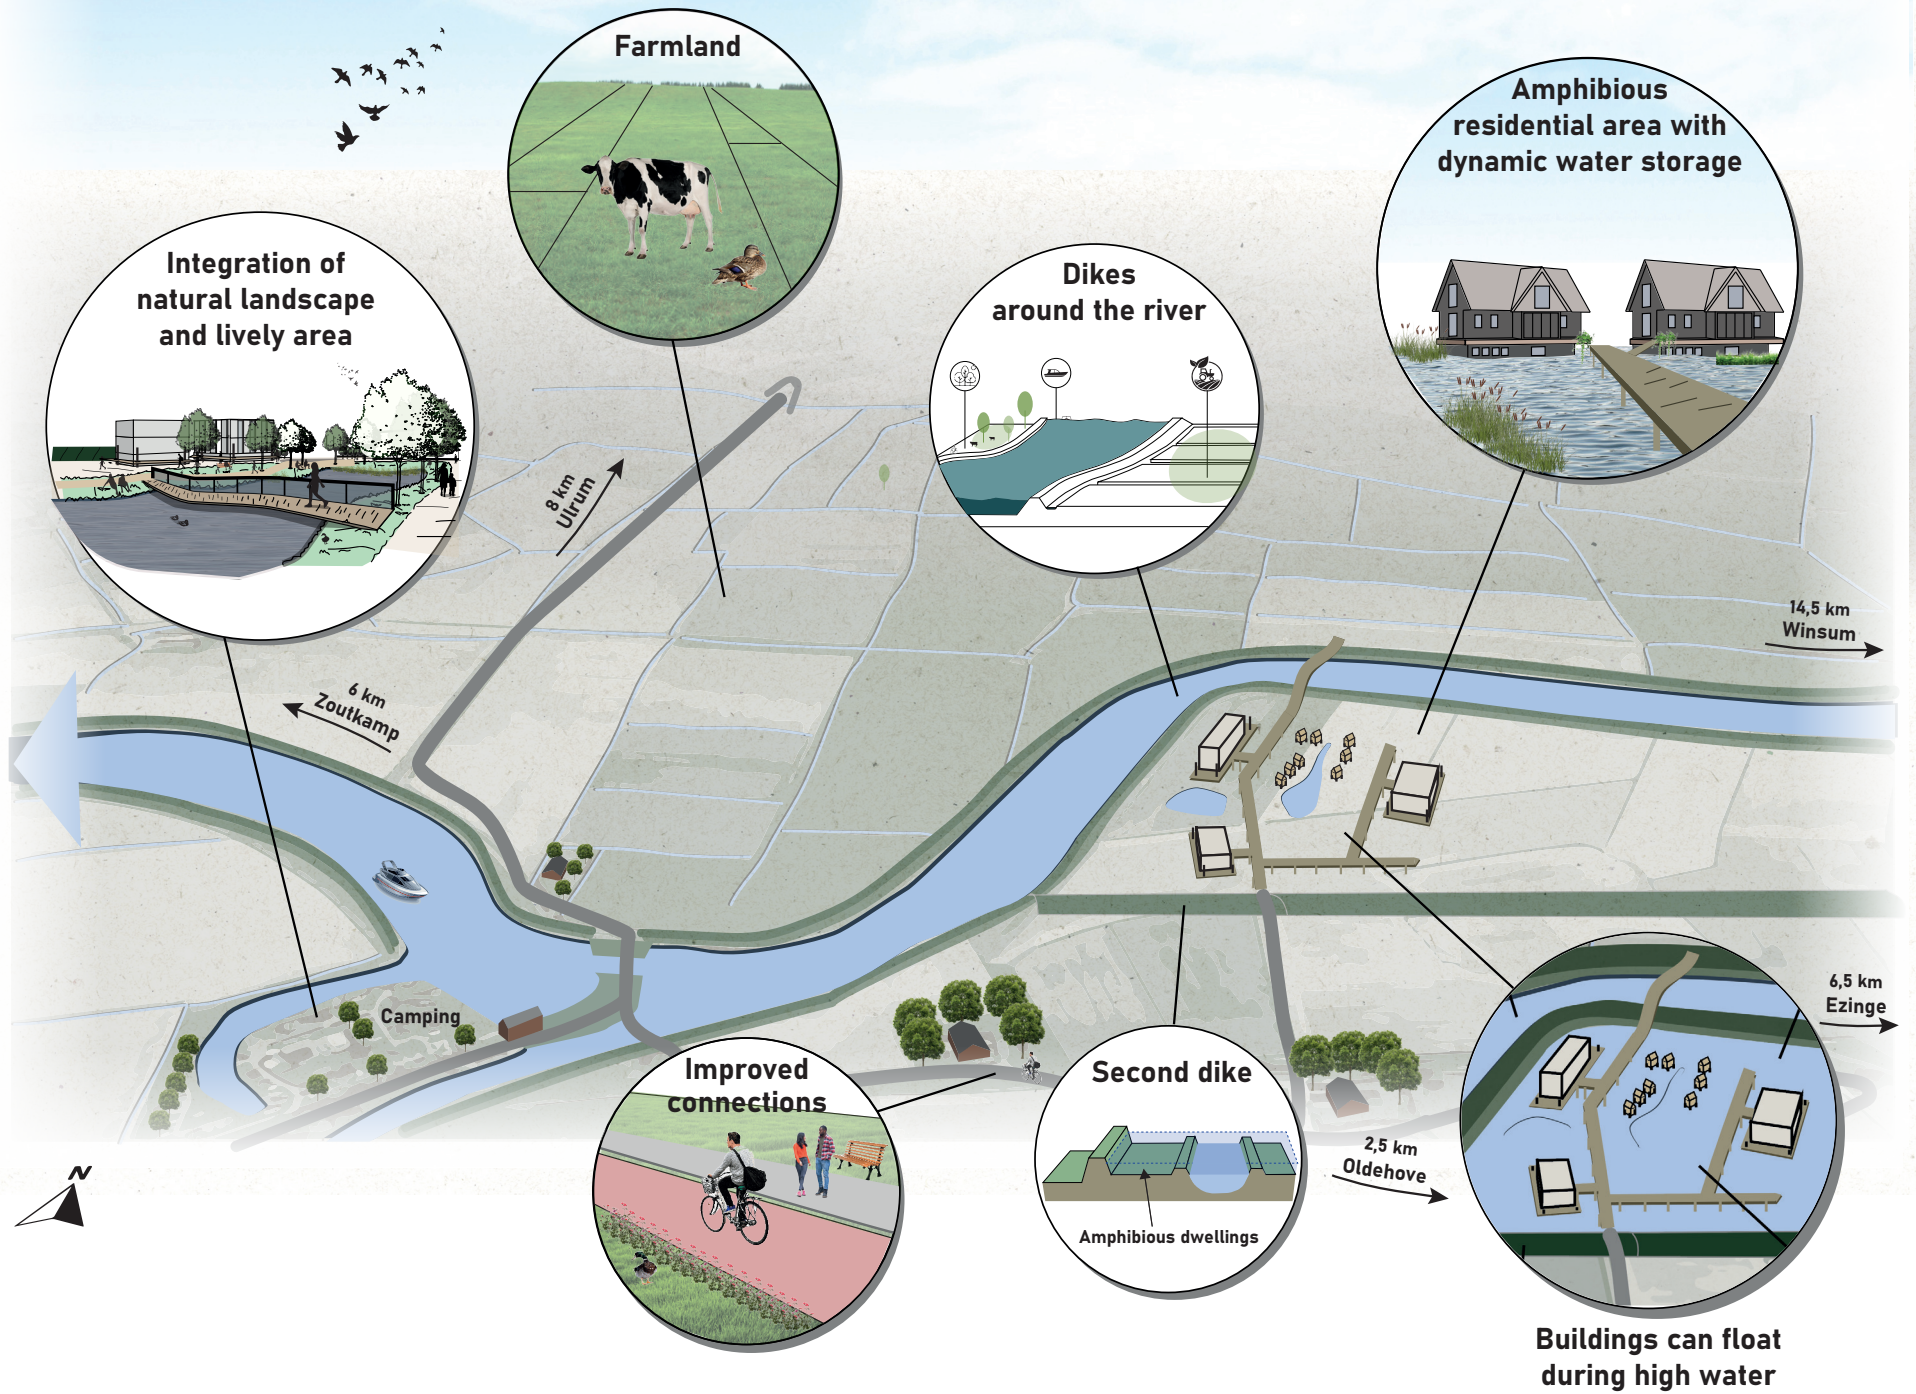 Farmland
Amphibious
residential area with
dynamic water storage
Integration of
natural landscape
and lively area
Dikes
around the river
8 km
Ulrum
14,5 km
Winsum
6 km
Zoutkamp
6,5 km
Ezinge
Camping
Improved
connections
Second dike
Amphibious dwellings
2,5 km
Oldehove
N
Buildings can float
during high water